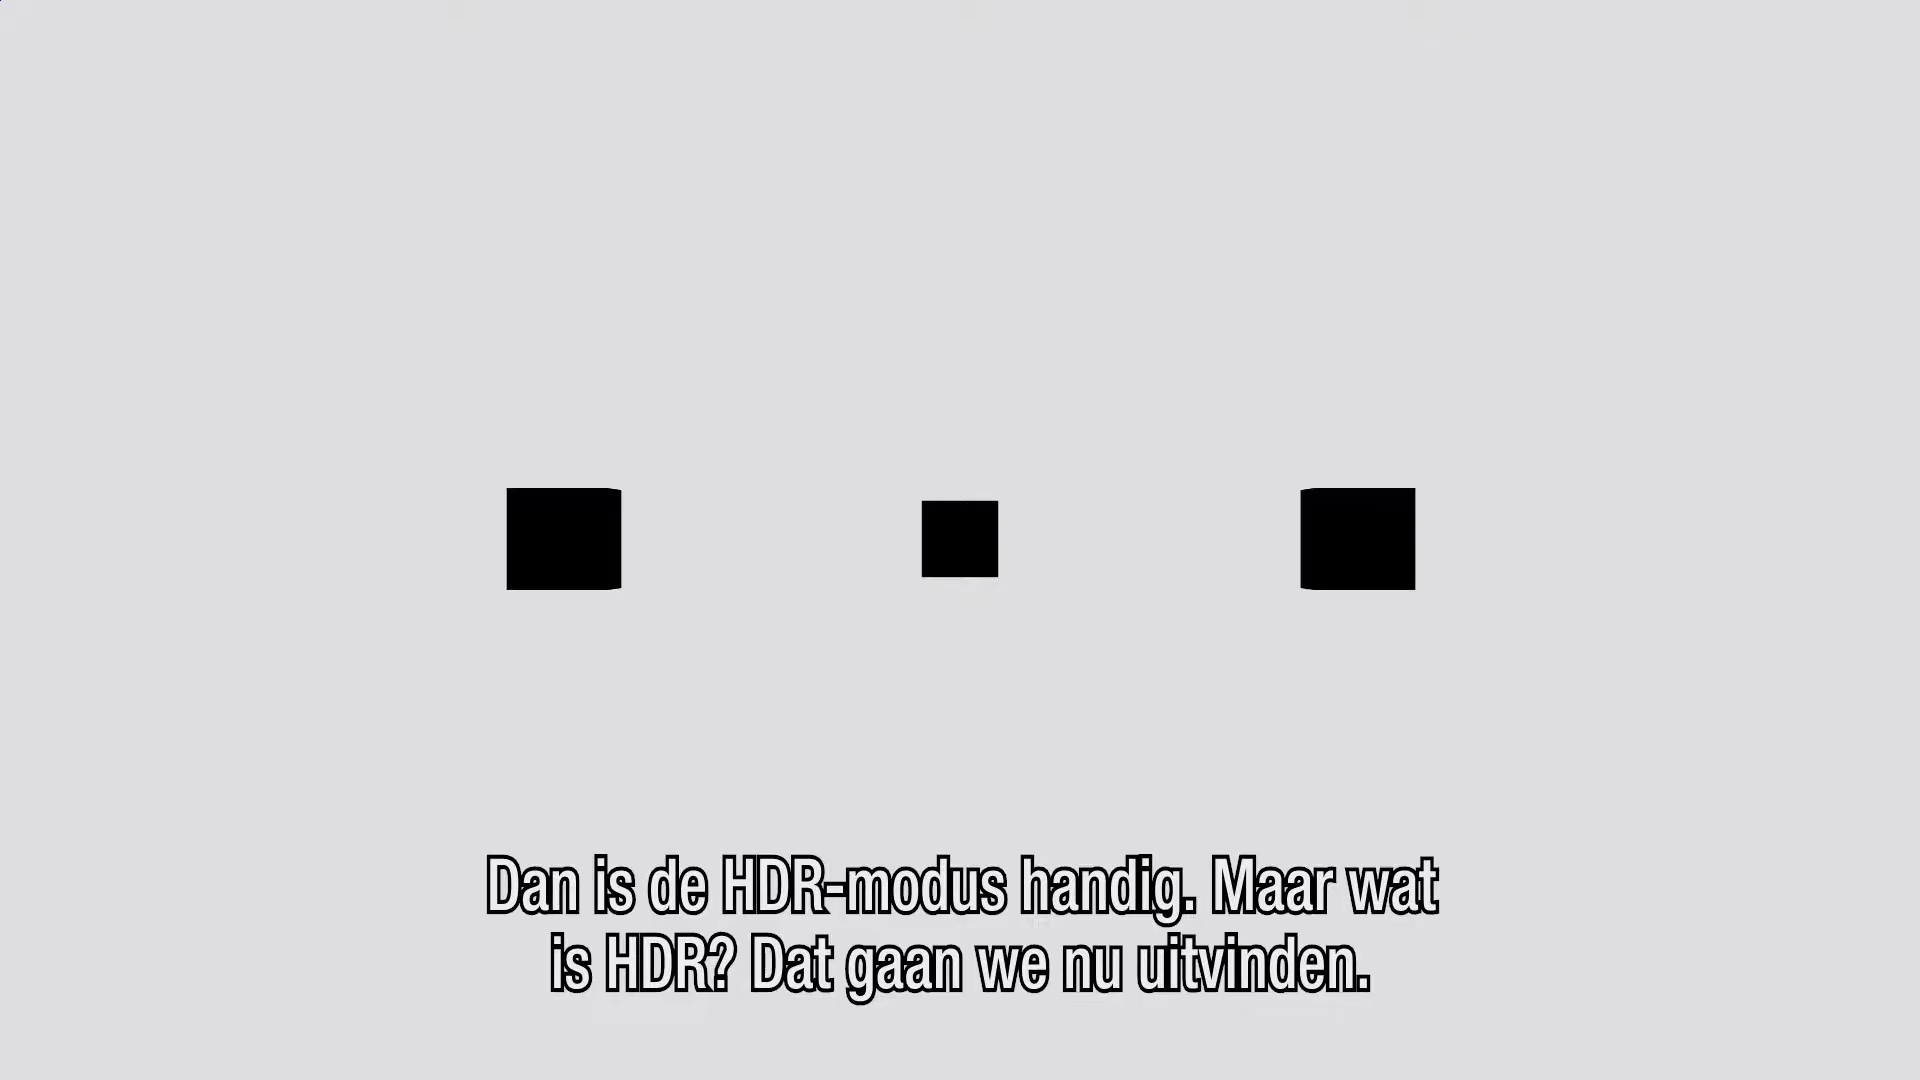 Dan is de HDR-modus handig. Maar wat
is HDR? Dat gaan we nu uitvinden.